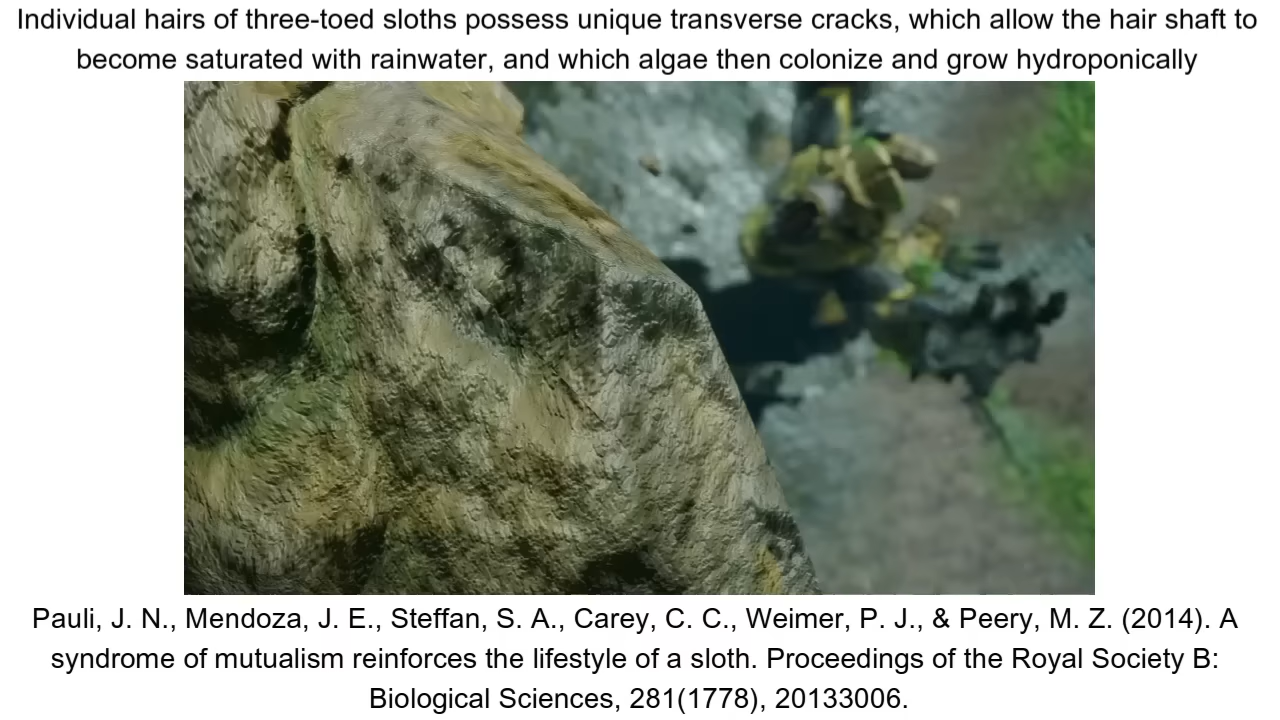 Individual hairs of three-toed sloths possess unique transverse cracks, which allow the hair shaft to
become saturated with rainwater, and which algae then colonize and grow hydroponically
Pauli, J. N., Mendoza, J. E., Steffan, S. A., Carey, C. C., Weimer, P. J., & Peery, M. Z. (2014). A
syndrome of mutualism reinforces the lifestyle of a sloth. Proceedings of the Royal Society B:
Biological Sciences, 281(1778), 20133006.